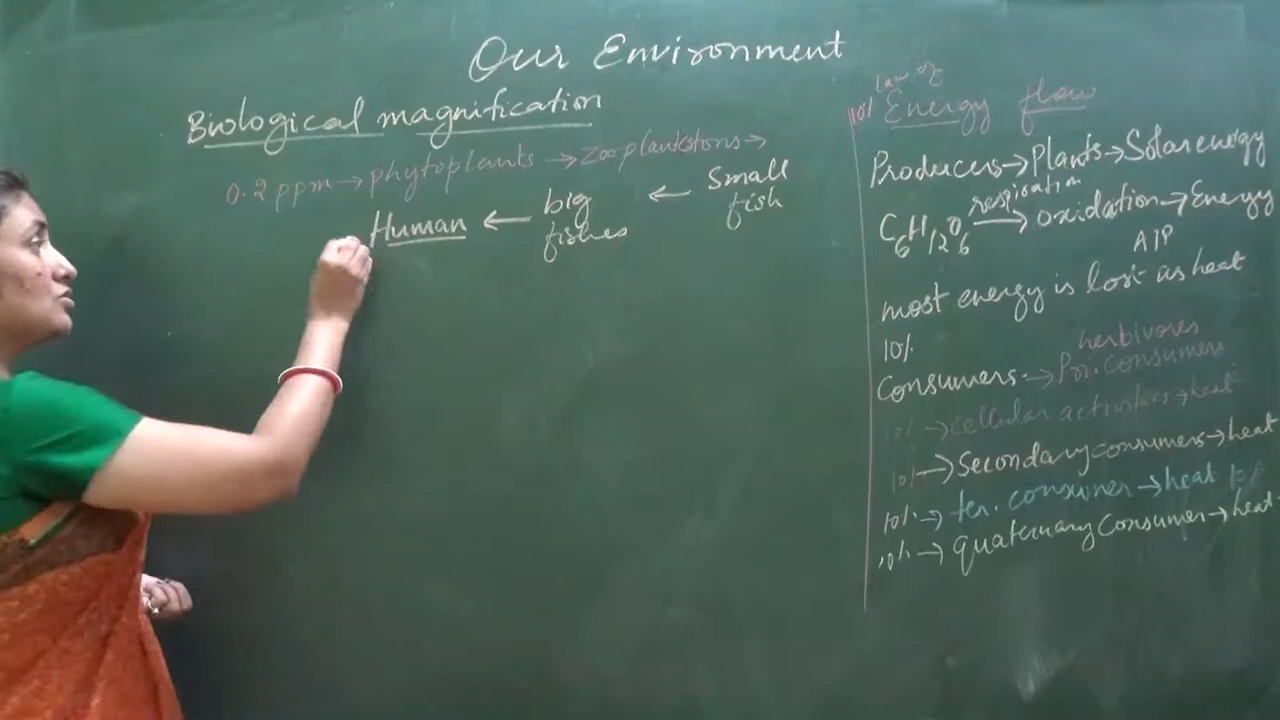 Our Environment
Biological magnification
0.2 ppm → phytoplants → Zooplanktons →
Small
fish
← big
fishes
← Human
law of
10% Energy flow
Producers → Plants → Solar energy
C6H12O6 respiration → oxidation → Energy
ATP
most energy is lost as heat
10%
herbivores
Consumers → Pri. Consumers
10% → cellular activities → heat
10% → Secondary consumers → heat
10% → ter. consumer → heat 10%
10% → quaternary Consumer → heat